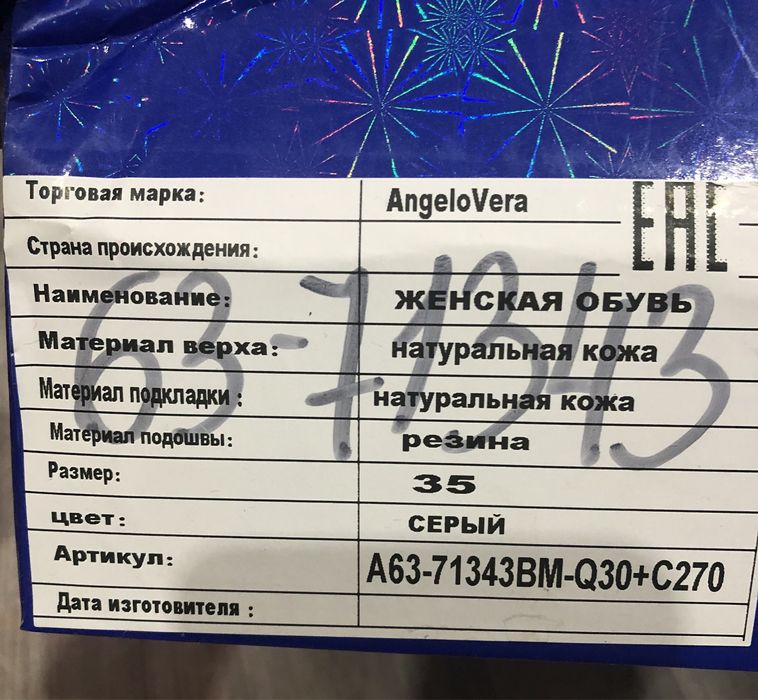 Торговая марка: AngeloVera
EAC
Страна происхождения:
Наименование: ЖЕНСКАЯ ОБУВЬ
Материал верха: натуральная кожа
63-71343
Материал подкладки : натуральная кожа
Материал подошвы: резина
Размер: 35
цвет: СЕРЫЙ
Артикул: A63-71343BM-Q30+C270
Дата изготовителя :